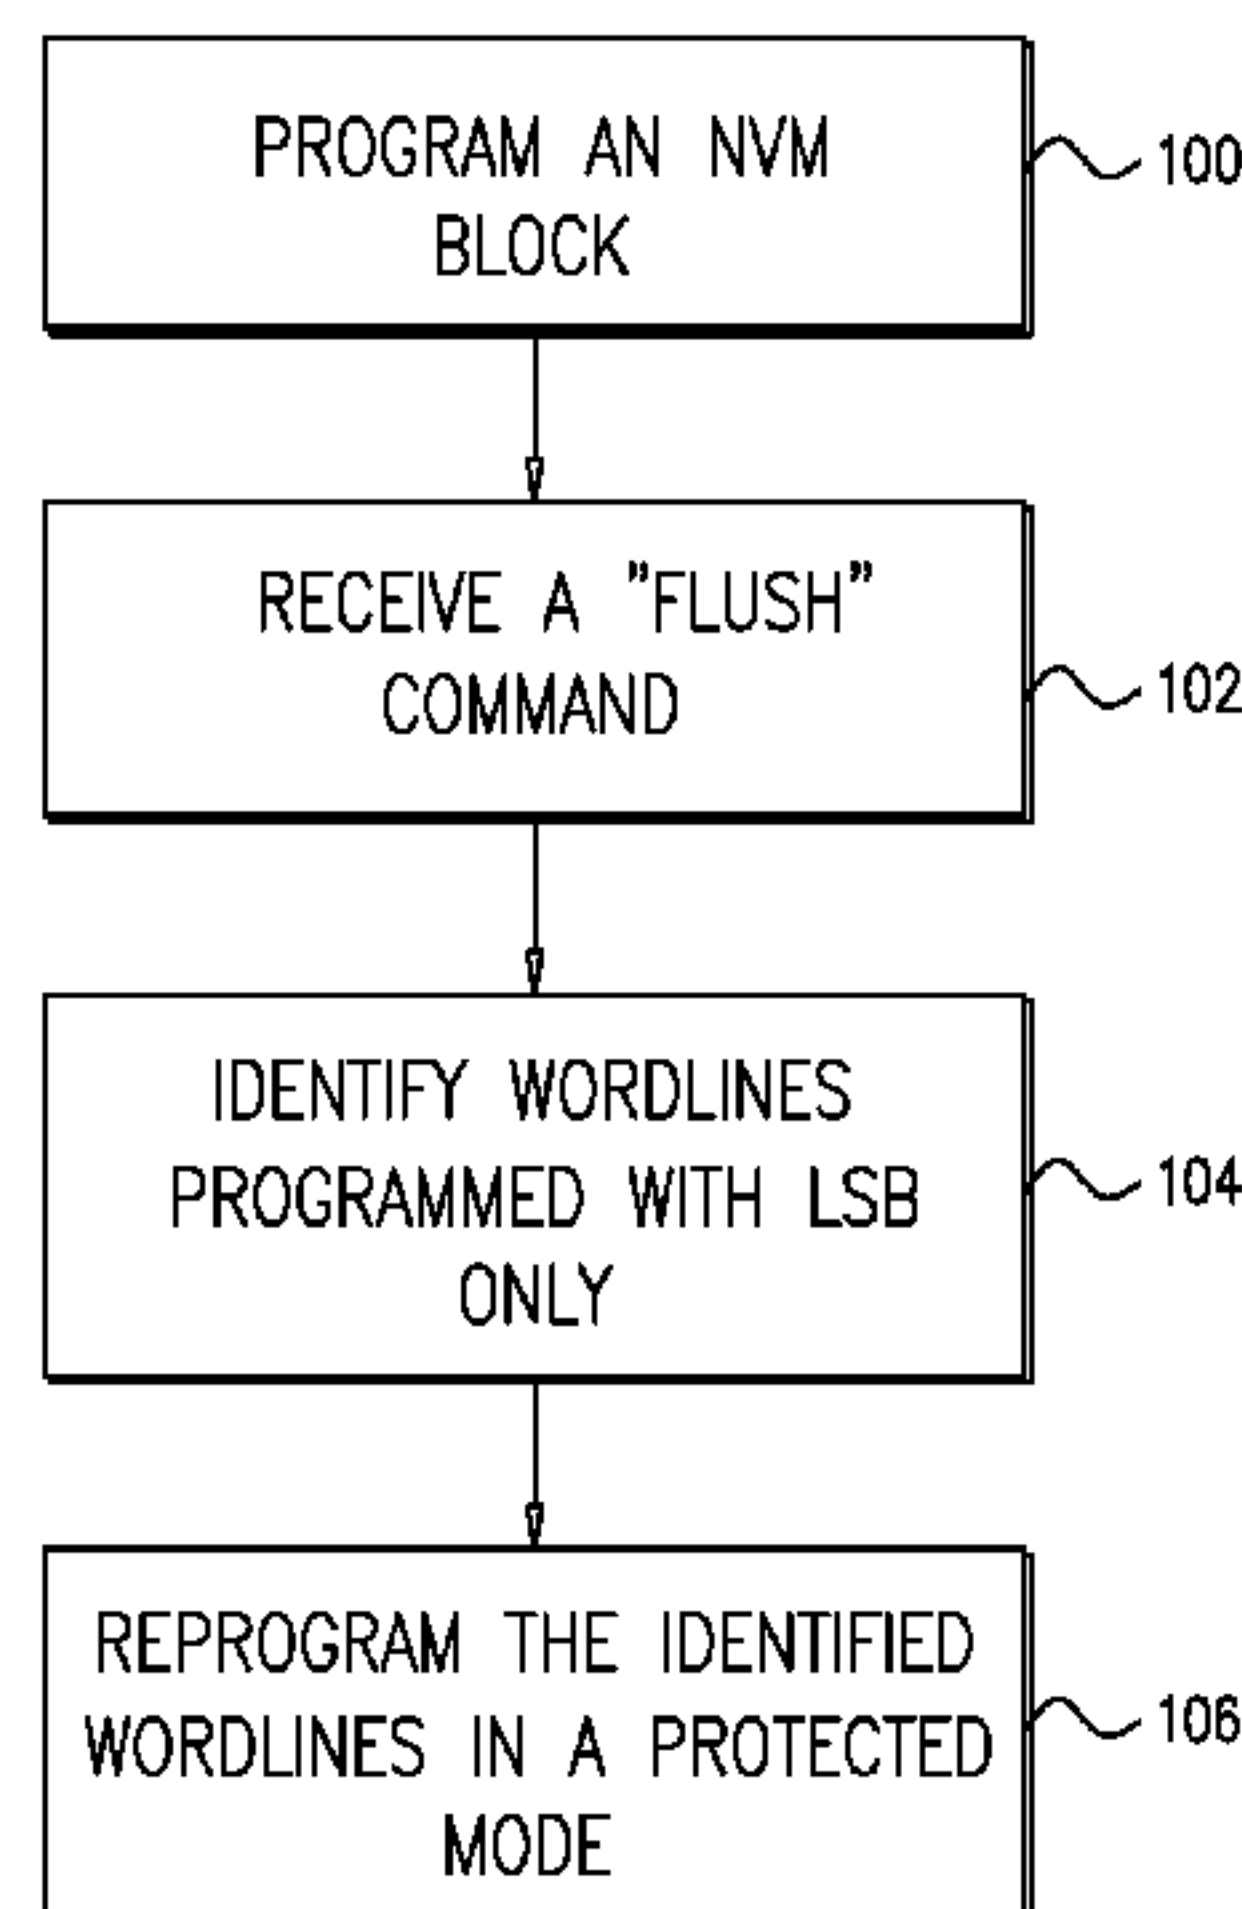 PROGRAM AN NVM
BLOCK
100
RECEIVE A "FLUSH"
COMMAND
102
IDENTIFY WORDLINES
PROGRAMMED WITH LSB
ONLY
104
REPROGRAM THE IDENTIFIED
WORDLINES IN A PROTECTED
MODE
106